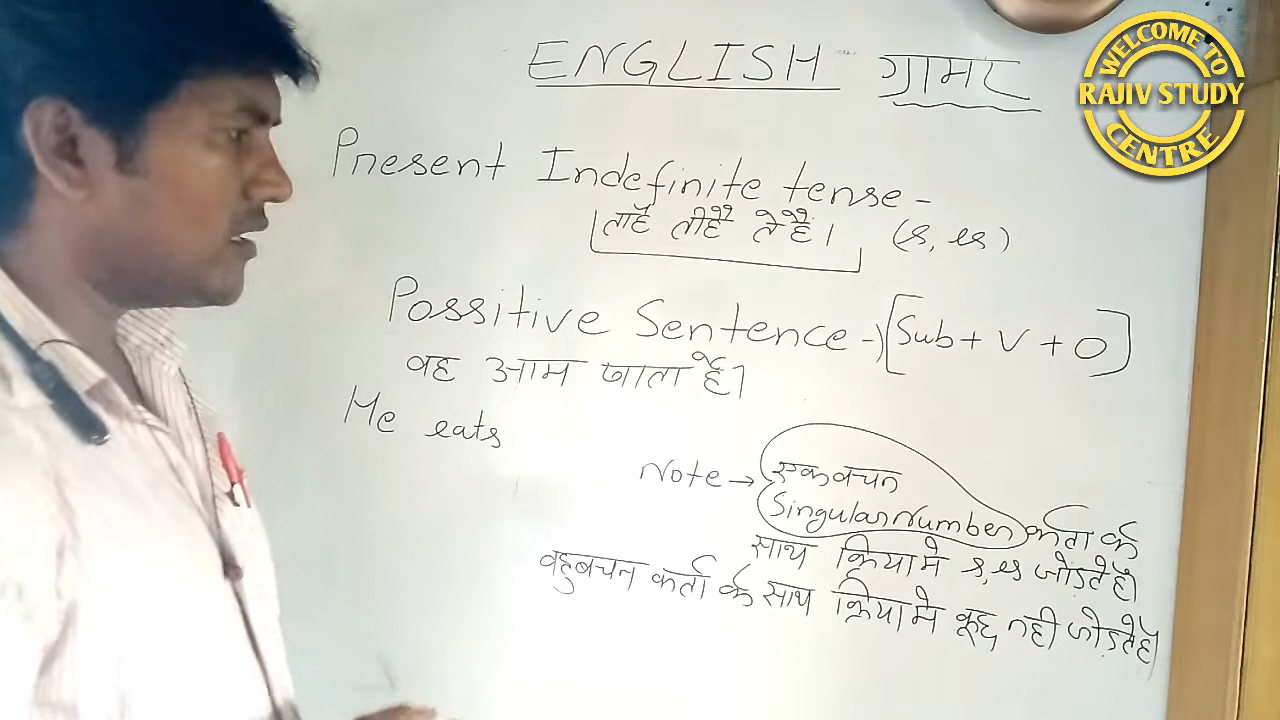 ENGLISH ग्रामर
Present Indefinite tense -
ता है ती है ते हैं। (s, es)
Possitive Sentence -) [Sub + V + O]
वह आम खाता है।
He eats
Note → एकवचन
Singular Number कर्ता के
साथ क्रिया मे s, es जोड़ते है।
बहुबचन कर्ता के साथ क्रिया मे कुछ नही जोड़ते है।
WELCOME TO
RAJIV STUDY
CENTRE